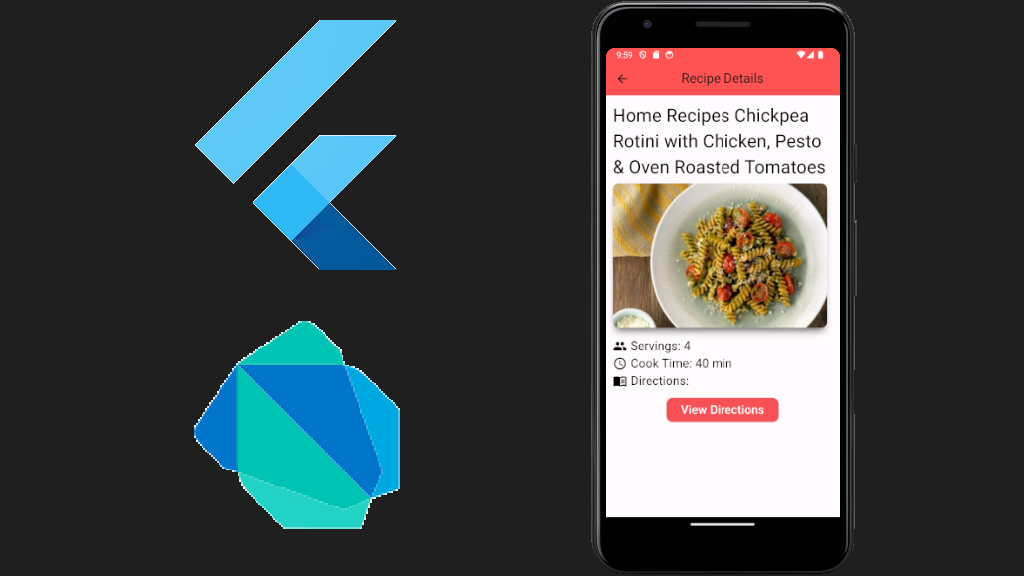 9:59
Recipe Details
Home Recipes Chickpea
Rotini with Chicken, Pesto
& Oven Roasted Tomatoes
Servings: 4
Cook Time: 40 min
Directions:
View Directions